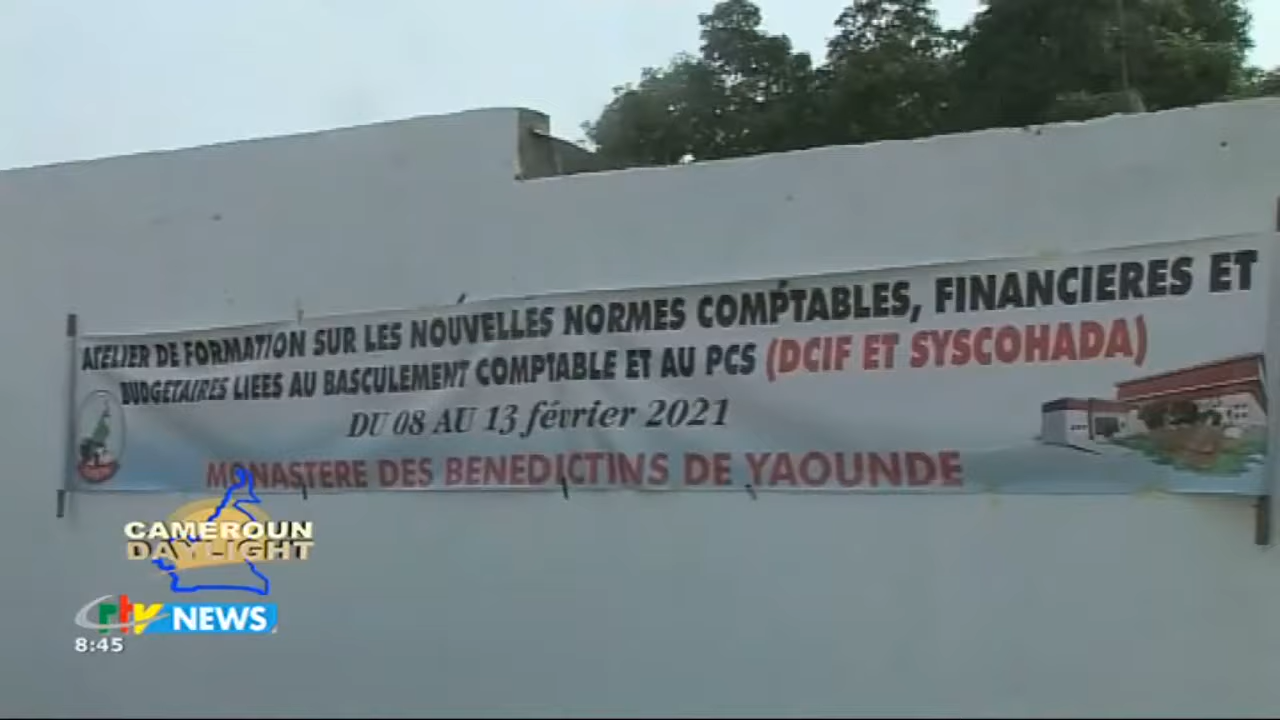 ATELIER DE FORMATION SUR LES NOUVELLES NORMES COMPTABLES, FINANCIERES ET
BUDGETAIRES LIEES AU BASCULEMENT COMPTABLE ET AU PCS (DCIF ET SYSCOHADA)
DU 08 AU 13 février 2021
MONASTERE DES BENEDICTINS DE YAOUNDE
CAMEROUN
DAYLIGHT
crtv NEWS
8:45